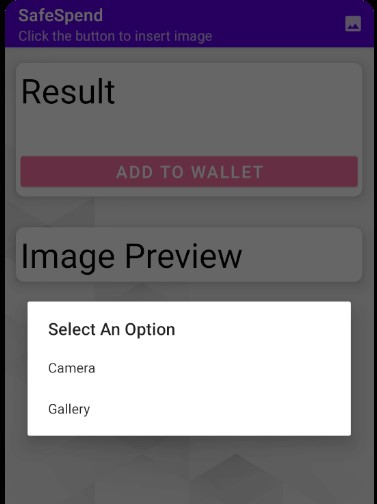 SafeSpend
Click the button to insert image
Result
ADD TO WALLET
Image Preview
Select An Option
Camera
Gallery